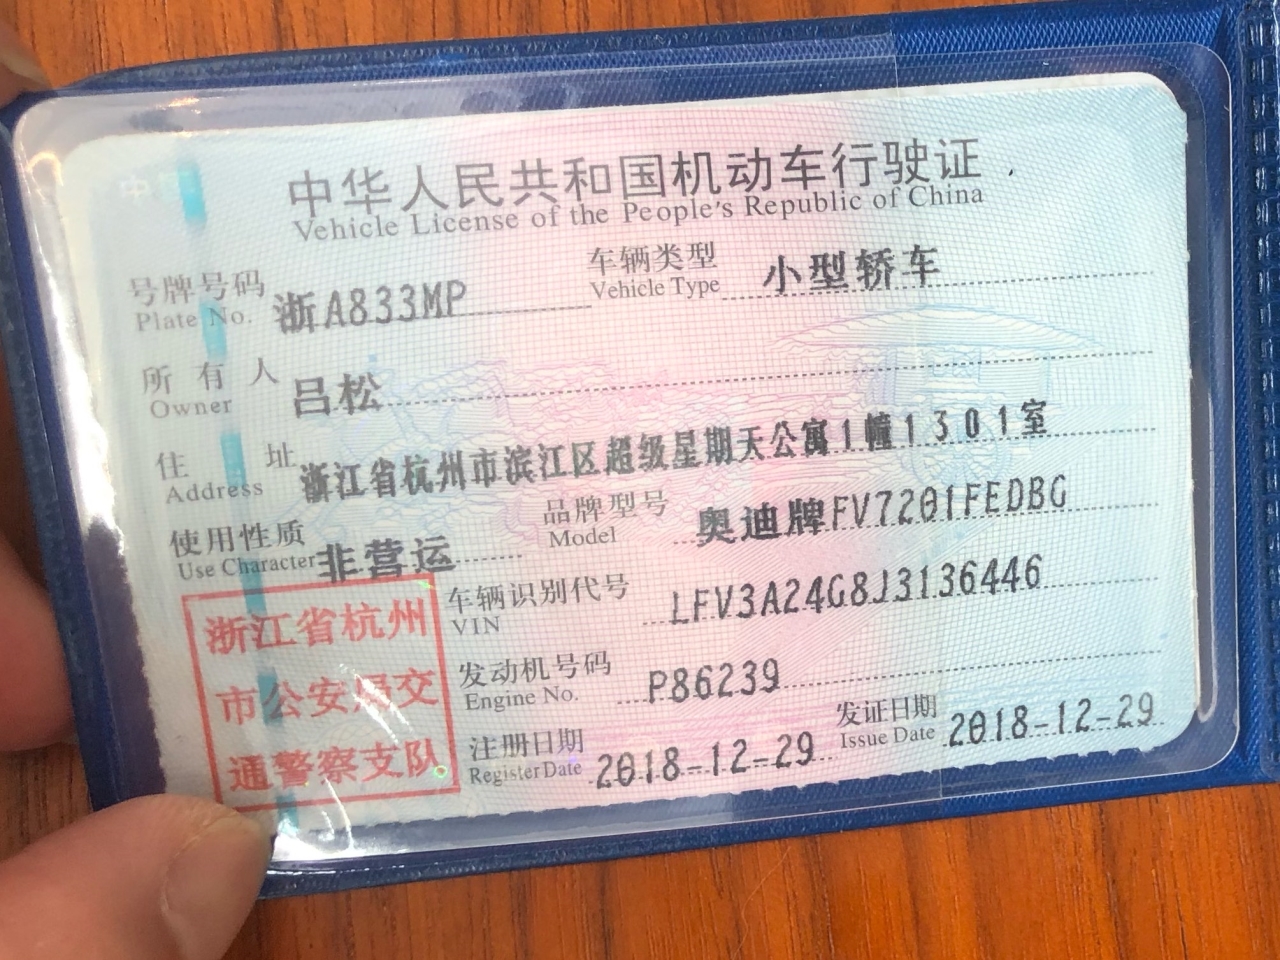 中华人民共和国机动车行驶证
Vehicle License of the People's Republic of China
号牌号码 浙A833MP 车辆类型 小型轿车
Plate No. Vehicle Type
所有人 吕松
Owner
住址 浙江省杭州市滨江区超级星期天公寓1幢1301室
Address
使用性质 非营运 品牌型号 奥迪牌FV7201FEDBG
Use Character Model
车辆识别代号 LFV3A24G8J3136446
VIN
发动机号码 P86239
Engine No.
注册日期 2018-12-29 发证日期 2018-12-29
Register Date Issue Date
浙江省杭州
市公安局交
通警察支队